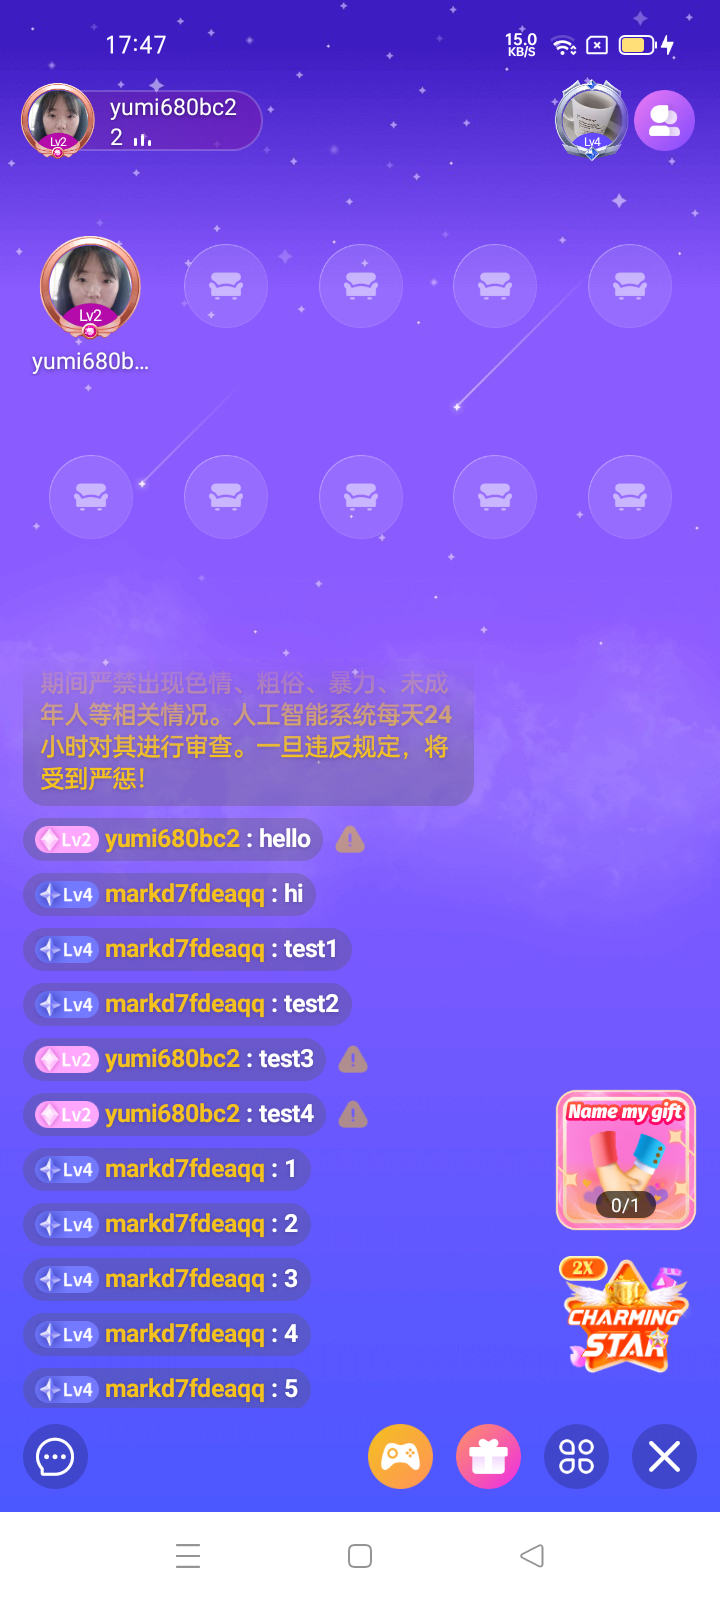 17:47
15.0
KB/S
yumi680bc2
2
Lv2
Lv4
Lv2
yumi680b...
期间严禁出现色情、粗俗、暴力、未成
年人等相关情况。人工智能系统每天24
小时对其进行审查。一旦违反规定，将
受到严惩！
Lv2 yumi680bc2 : hello
Lv4 markd7fdeaqq : hi
Lv4 markd7fdeaqq : test1
Lv4 markd7fdeaqq : test2
Lv2 yumi680bc2 : test3
Lv2 yumi680bc2 : test4
Lv4 markd7fdeaqq : 1
Lv4 markd7fdeaqq : 2
Lv4 markd7fdeaqq : 3
Lv4 markd7fdeaqq : 4
Lv4 markd7fdeaqq : 5
Name my gift
0/1
2X
CHARMING
STAR